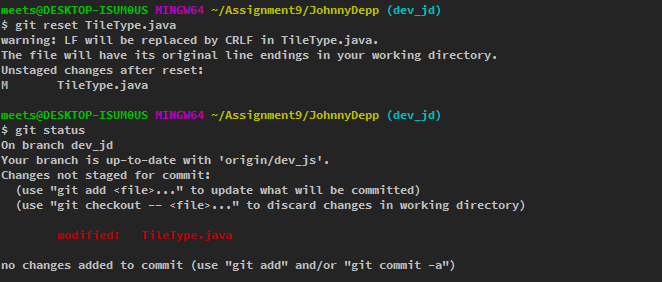 meets@DESKTOP-ISUM0US MINGW64 ~/Assignment9/JohnnyDepp (dev_jd)
$ git reset TileType.java
warning: LF will be replaced by CRLF in TileType.java.
The file will have its original line endings in your working directory.
Unstaged changes after reset:
M       TileType.java

meets@DESKTOP-ISUM0US MINGW64 ~/Assignment9/JohnnyDepp (dev_jd)
$ git status
On branch dev_jd
Your branch is up-to-date with 'origin/dev_js'.
Changes not staged for commit:
  (use "git add <file>..." to update what will be committed)
  (use "git checkout -- <file>..." to discard changes in working directory)

        modified:   TileType.java

no changes added to commit (use "git add" and/or "git commit -a")